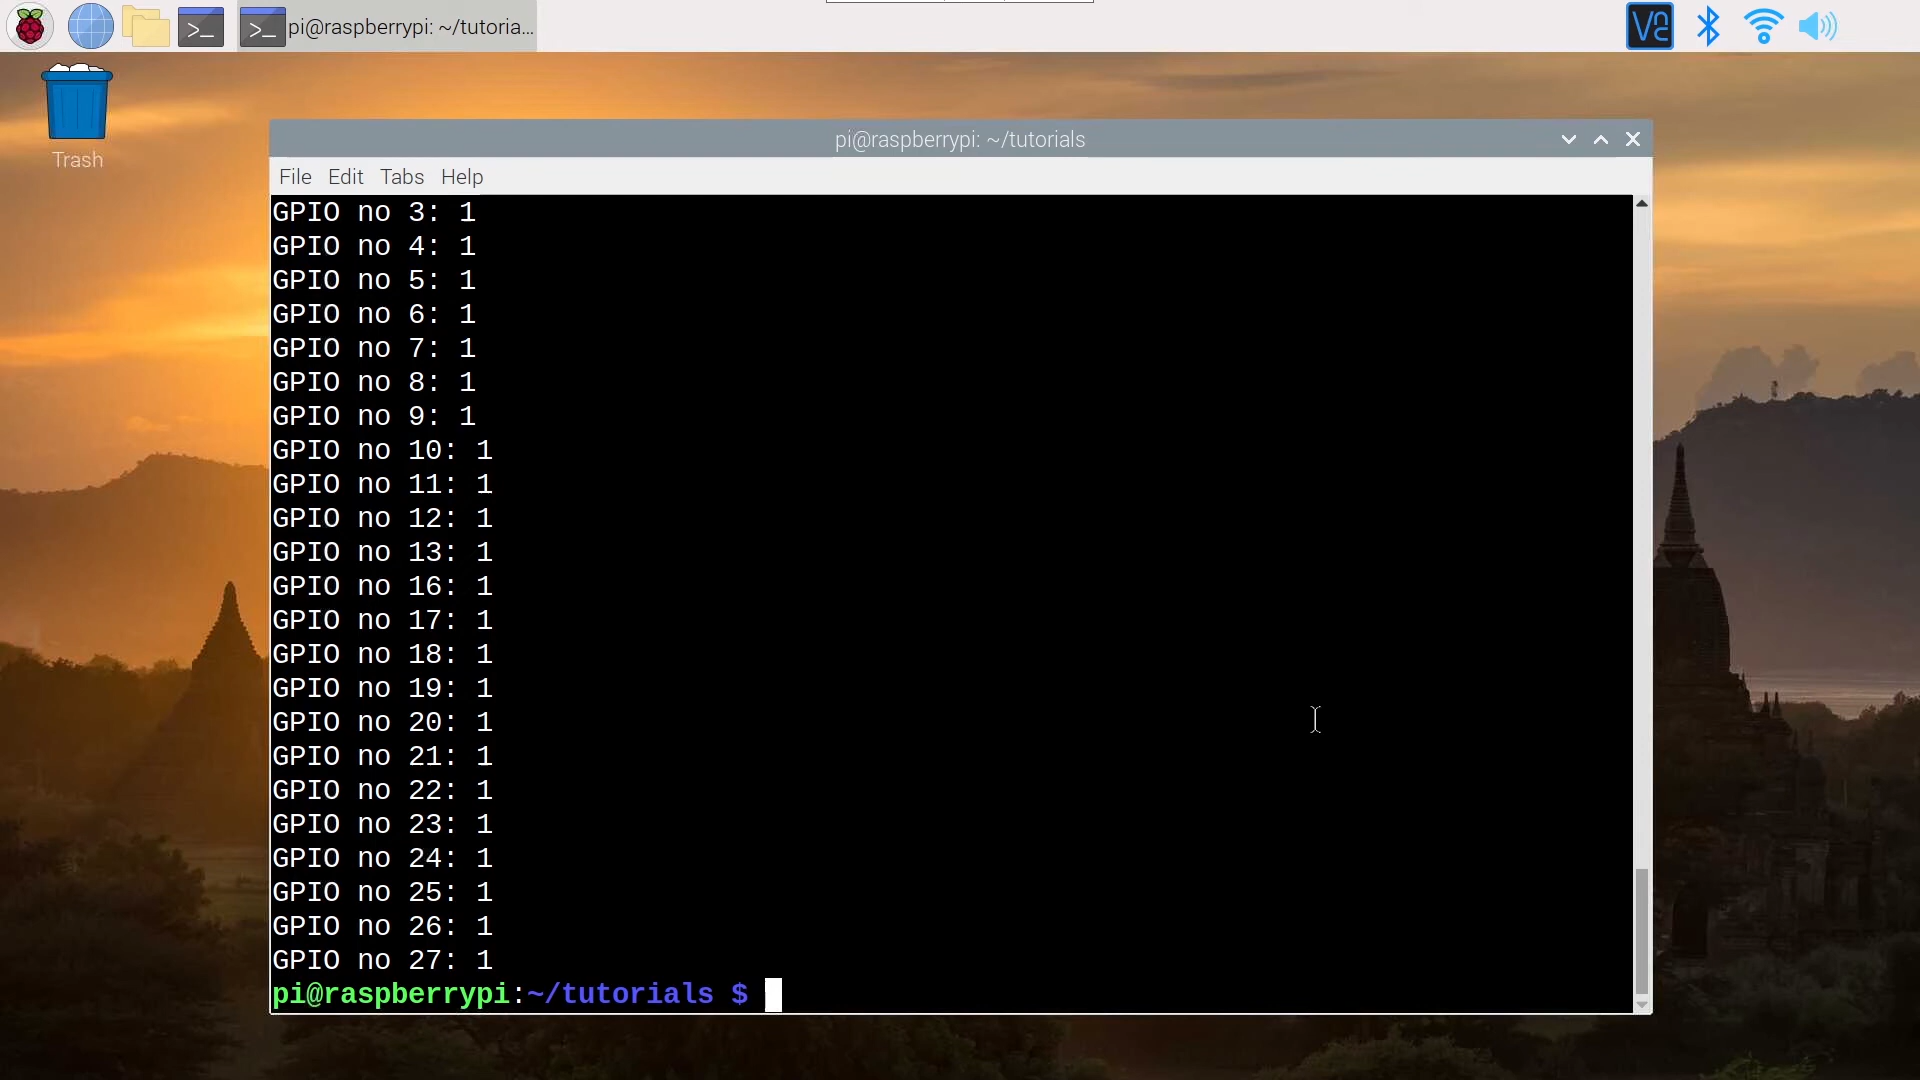 >_
>_ pi@raspberrypi: ~/tutoria...
Trash
pi@raspberrypi: ~/tutorials
File Edit Tabs Help
GPIO no 3: 1
GPIO no 4: 1
GPIO no 5: 1
GPIO no 6: 1
GPIO no 7: 1
GPIO no 8: 1
GPIO no 9: 1
GPIO no 10: 1
GPIO no 11: 1
GPIO no 12: 1
GPIO no 13: 1
GPIO no 16: 1
GPIO no 17: 1
GPIO no 18: 1
GPIO no 19: 1
GPIO no 20: 1
GPIO no 21: 1
GPIO no 22: 1
GPIO no 23: 1
GPIO no 24: 1
GPIO no 25: 1
GPIO no 26: 1
GPIO no 27: 1
pi@raspberrypi:~/tutorials $